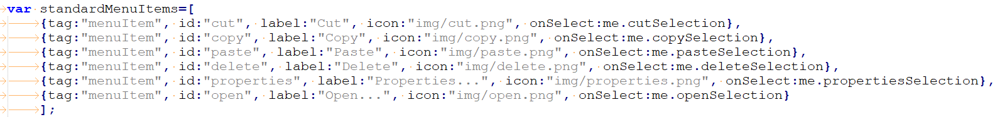 var standardMenuItems=[
{tag:"menuItem", id:"cut", label:"Cut", icon:"img/cut.png", onSelect:me.cutSelection},
{tag:"menuItem", id:"copy", label:"Copy", icon:"img/copy.png", onSelect:me.copySelection},
{tag:"menuItem", id:"paste", label:"Paste", icon:"img/paste.png", onSelect:me.pasteSelection},
{tag:"menuItem", id:"delete", label:"Delete", icon:"img/delete.png", onSelect:me.deleteSelection},
{tag:"menuItem", id:"properties", label:"Properties...", icon:"img/properties.png", onSelect:me.propertiesSelection},
{tag:"menuItem", id:"open", label:"Open...", icon:"img/open.png", onSelect:me.openSelection}
];